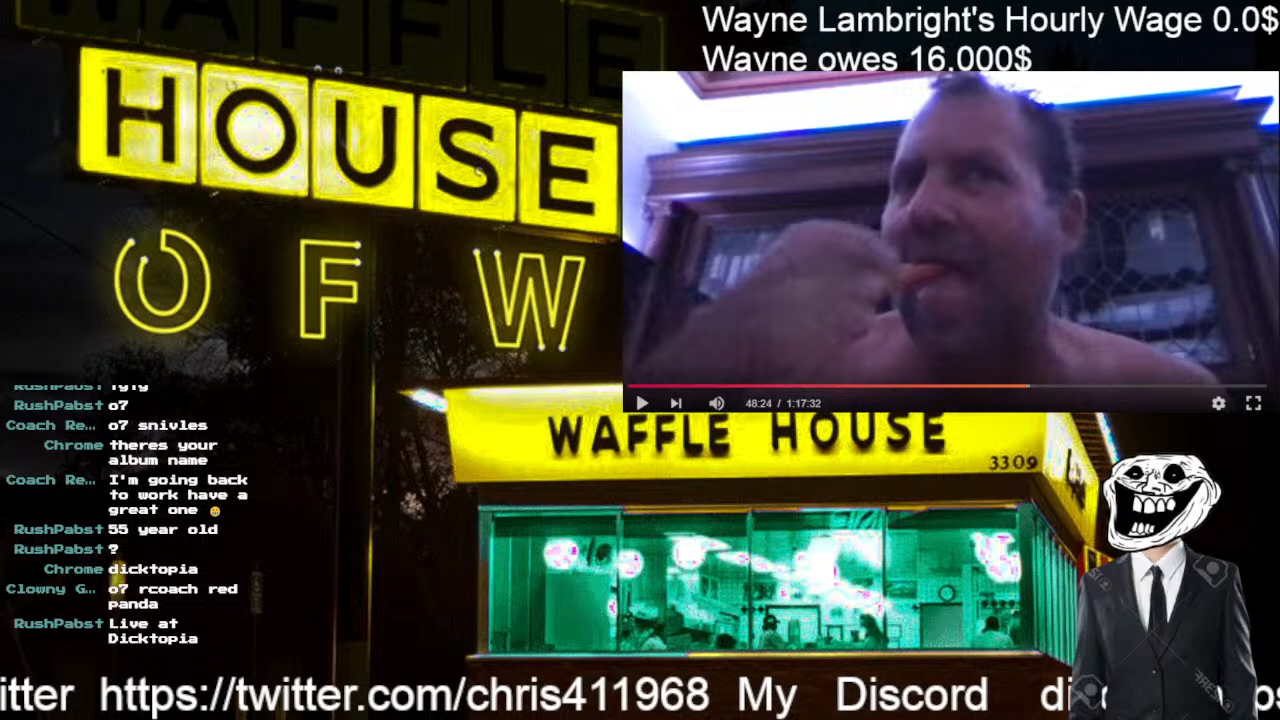 WAFFLE
HOUSE
OF W
Wayne Lambright's Hourly Wage 0.0$
Wayne owes 16,000$
48:24 / 1:17:32
WAFFLE HOUSE
3309
RushPabst
RushPabst o7
Coach Re… o7 snivles
Chrome theres your
album name
Coach Re… I'm going back
to work have a
great one 😄
RushPabst 55 year old
RushPabst ?
Chrome dicktopia
Clowny G… o7 rcoach red
panda
RushPabst Live at
Dicktopia
itter https://twitter.com/chris411968 My Discord